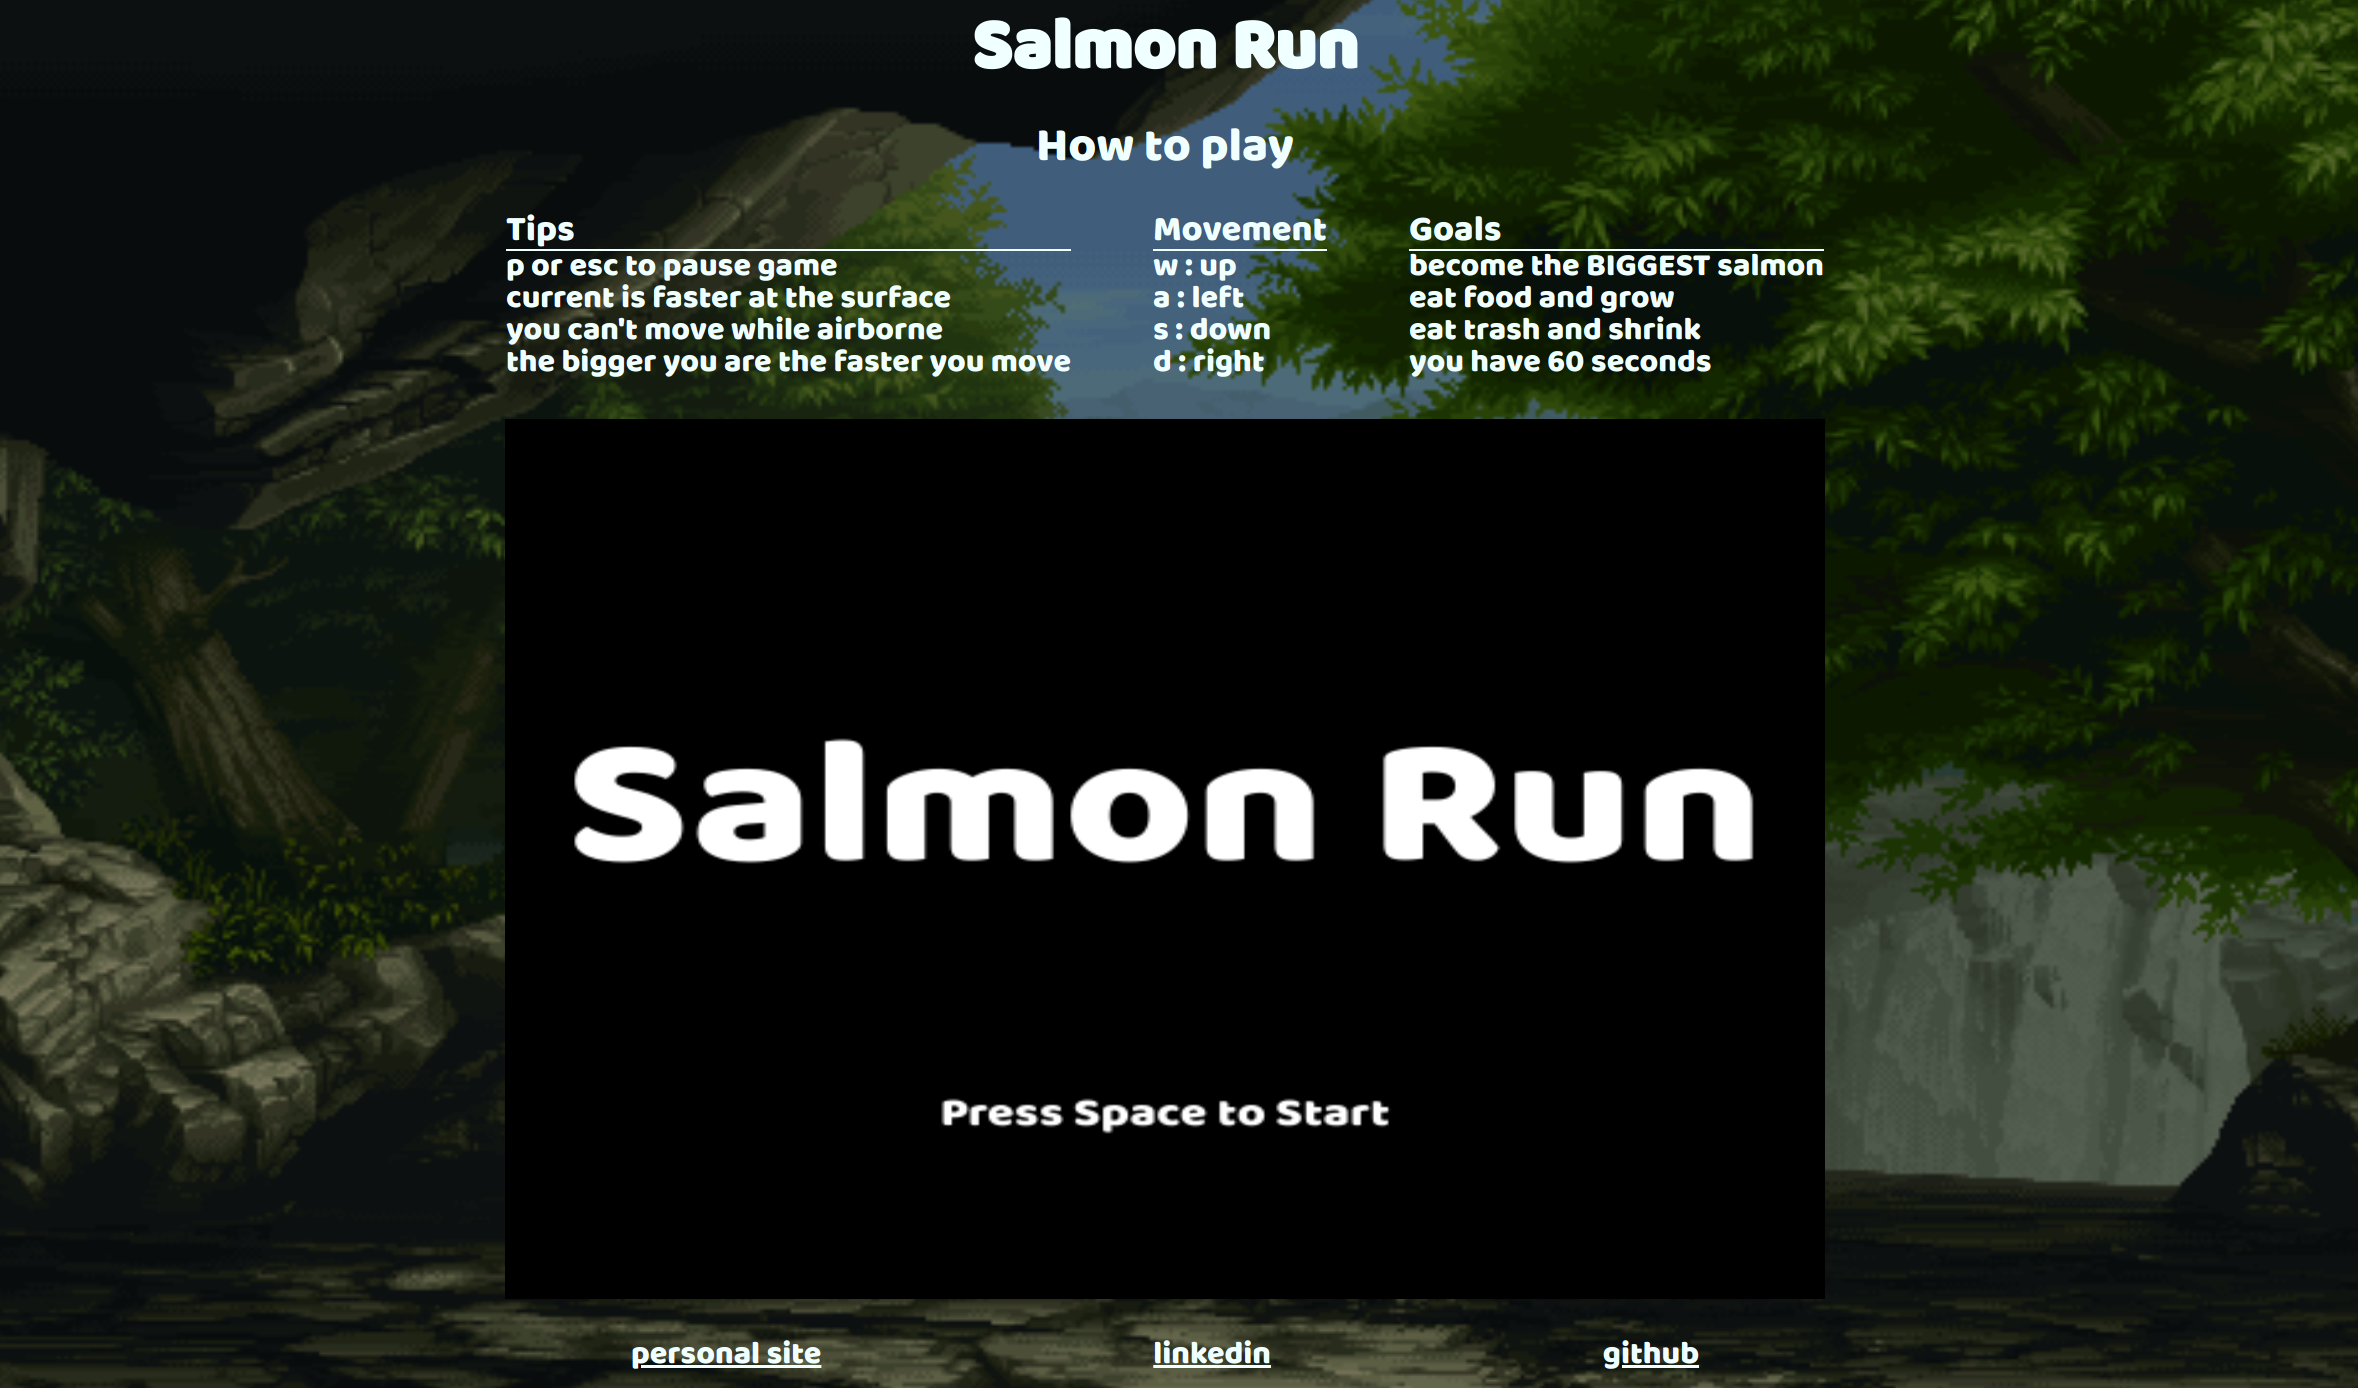 Salmon Run
How to play
Tips
p or esc to pause game
current is faster at the surface
you can't move while airborne
the bigger you are the faster you move
Movement
w : up
a : left
s : down
d : right
Goals
become the BIGGEST salmon
eat food and grow
eat trash and shrink
you have 60 seconds
Salmon Run
Press Space to Start
personal site
linkedin
github